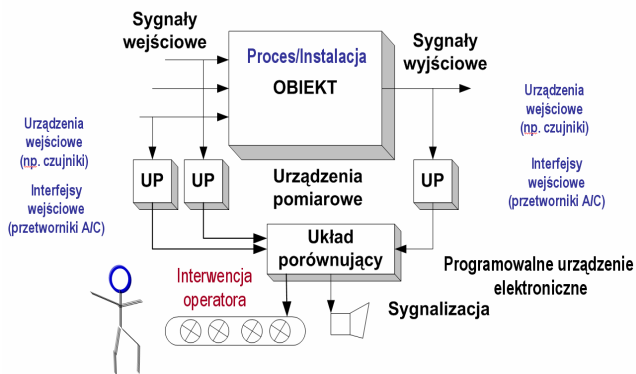 Sygnały
wejściowe
Proces/Instalacja
OBIEKT
Sygnały
wyjściowe
Urządzenia
wejściowe
(np. czujniki)
Interfejsy
wejściowe
(przetworniki A/C)
UP
UP
Urządzenia
pomiarowe
UP
Urządzenia
wejściowe
(np. czujniki)
Interfejsy
wejściowe
(przetworniki A/C)
Układ
porównujący
Programowalne urządzenie
elektroniczne
Interwencja
operatora
Sygnalizacja